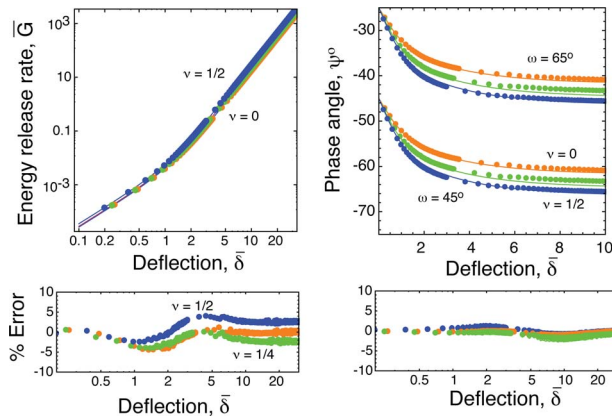 Energy release rate, G̅
10³
10
0.1
10⁻³
ν = 1/2
ν = 0
0.1 0.2 0.5 1 2 5 10 20
Deflection, δ̅
Phase angle, ψº
-30
-40
-50
-60
-70
ω = 65º
ν = 0
ω = 45º
ν = 1/2
2 4 6 8 10
Deflection, δ̅
% Error
10
5
0
-5
-10
ν = 1/2
ν = 1/4
0.5 1 2 5 10 20
Deflection, δ̅
10
5
0
-5
-10
0.5 1 2 5 10 20
Deflection, δ̅